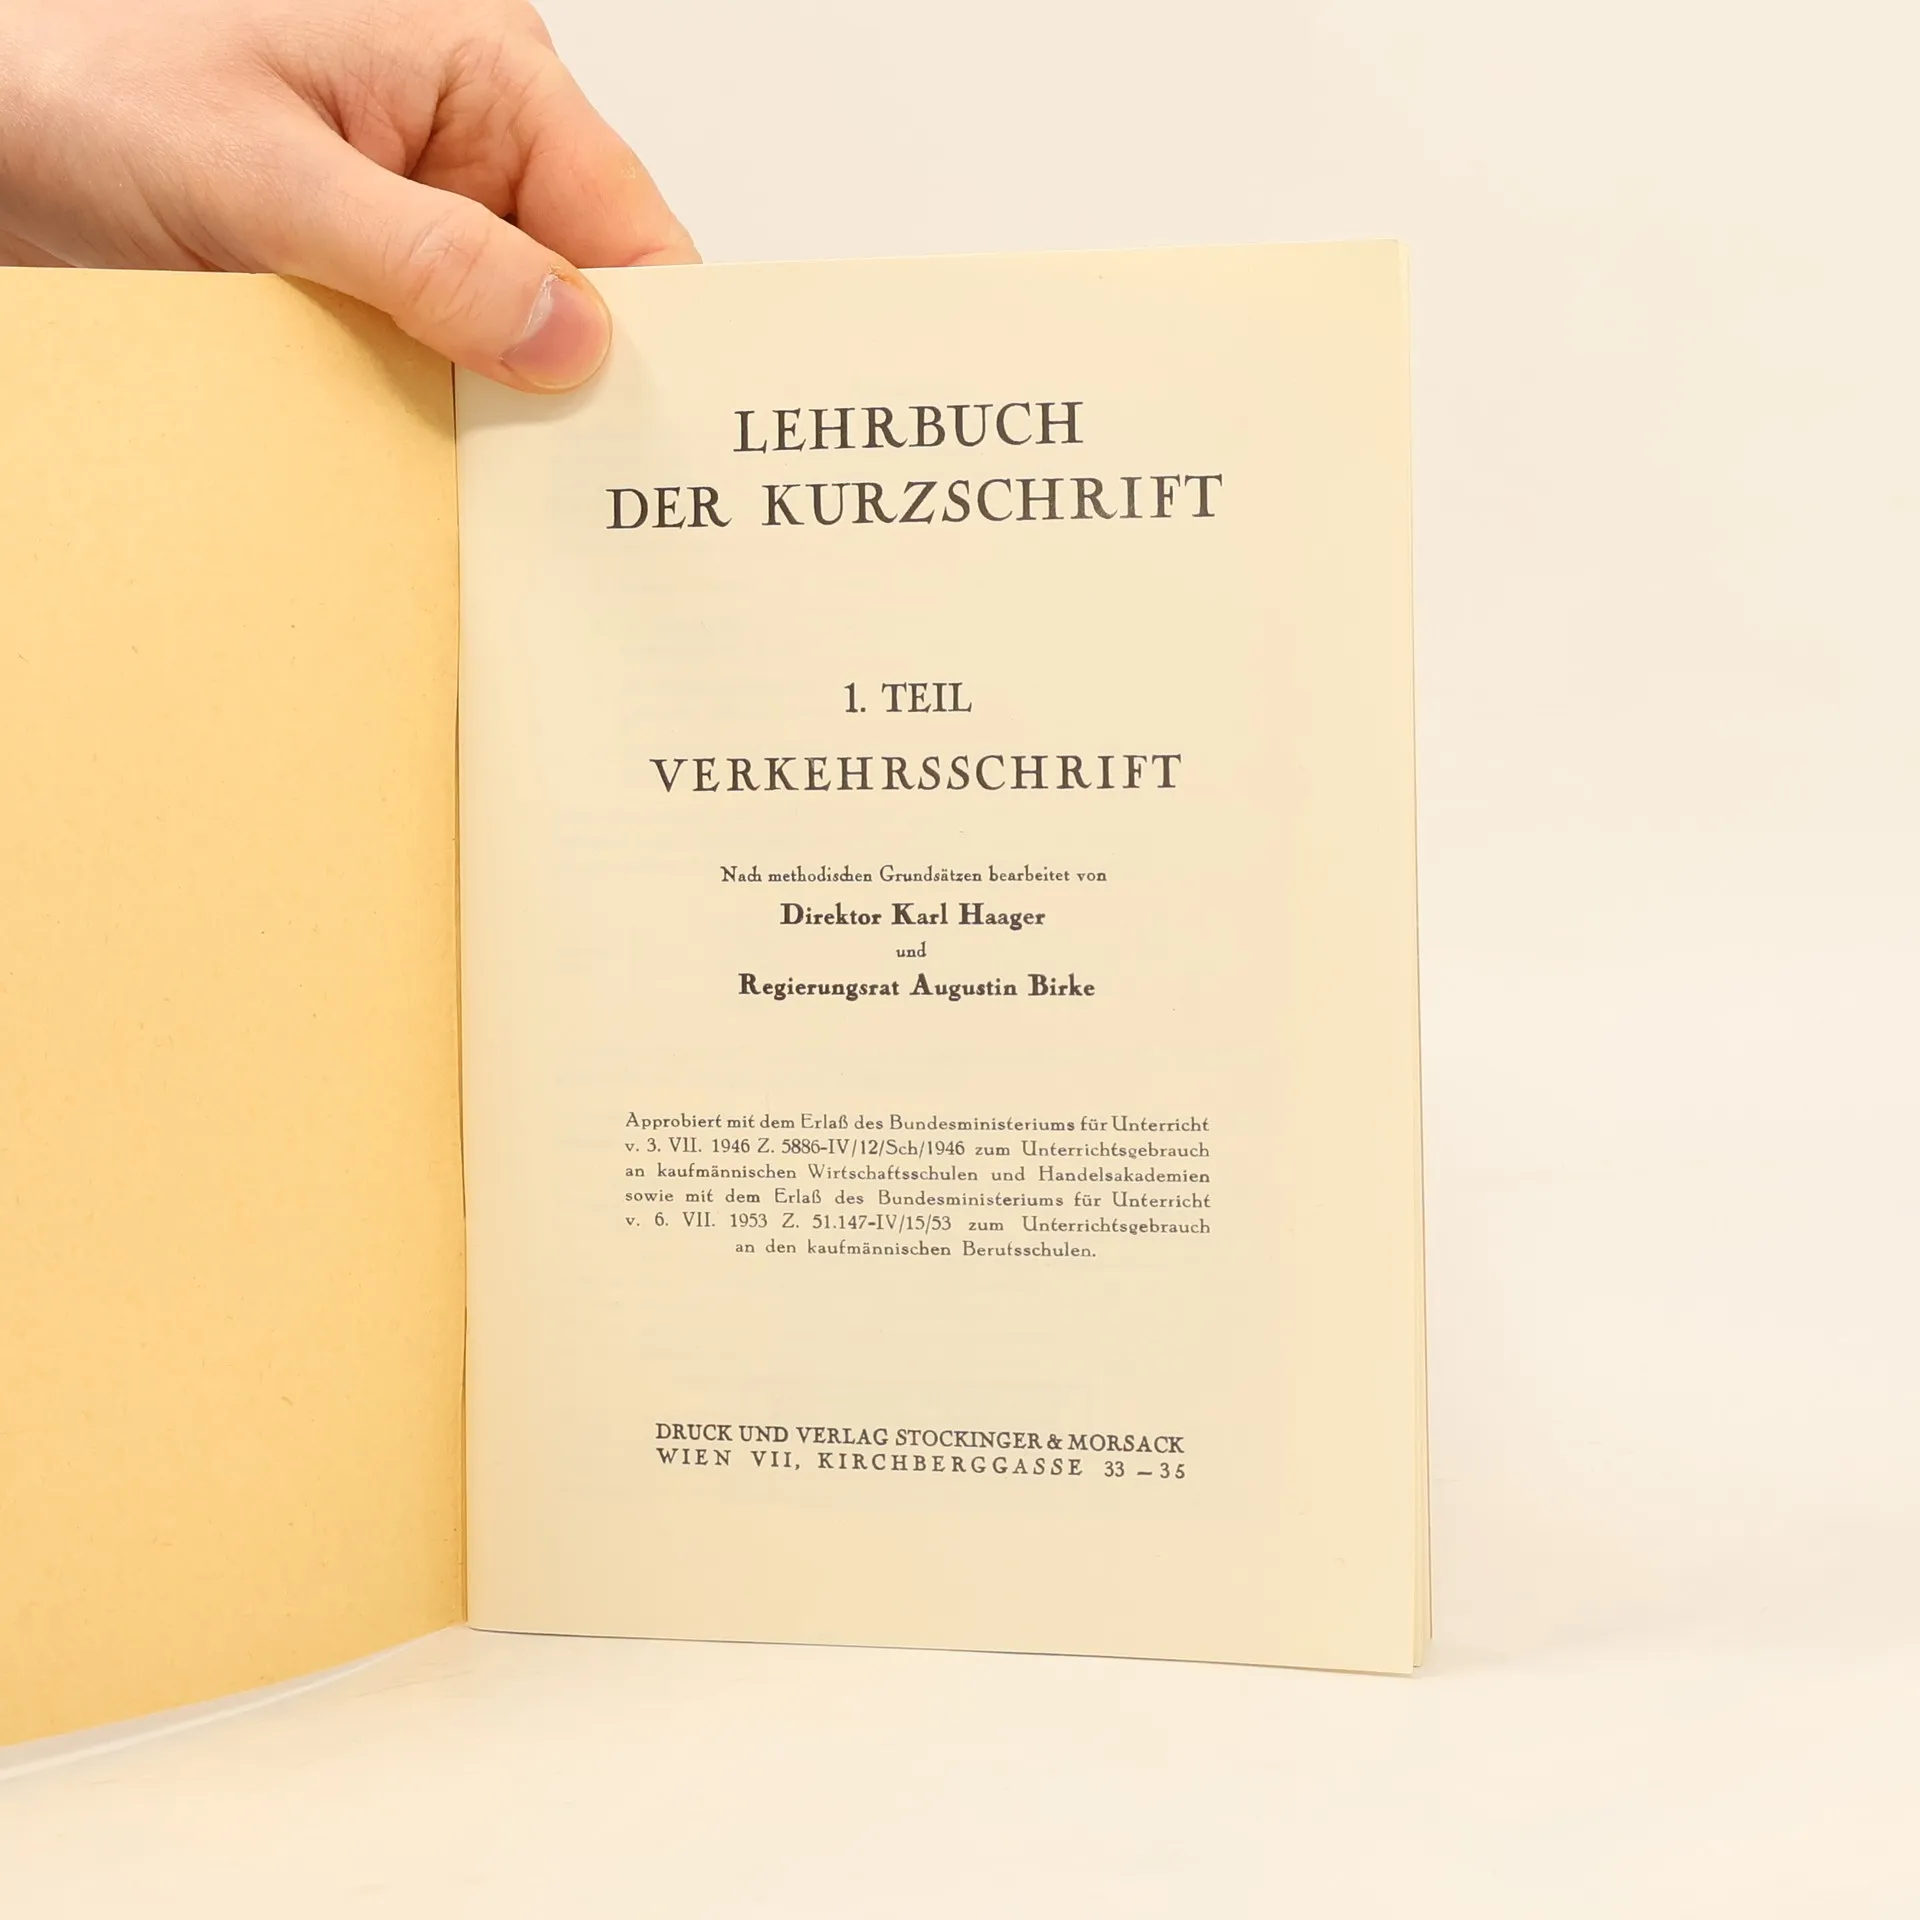 LEHRBUCH
DER KURZSCHRIFT
1. TEIL
VERKEHRSSCHRIFT
Nach methodischen Grundsätzen bearbeitet von
Direktor Karl Haager
und
Regierungsrat Augustin Birke
Approbiert mit dem Erlaß des Bundesministeriums für Unterricht
v. 3. VII. 1946 Z. 5886-IV/12/Sch/1946 zum Unterrichtsgebrauch
an kaufmännischen Wirtschaftsschulen und Handelsakademien
sowie mit dem Erlaß des Bundesministeriums für Unterricht
v. 6. VII. 1953 Z. 51.147-IV/15/53 zum Unterrichtsgebrauch
an den kaufmännischen Berufsschulen.
DRUCK UND VERLAG STOCKINGER & MORSACK
WIEN VII, KIRCHBERGGASSE 33 – 35